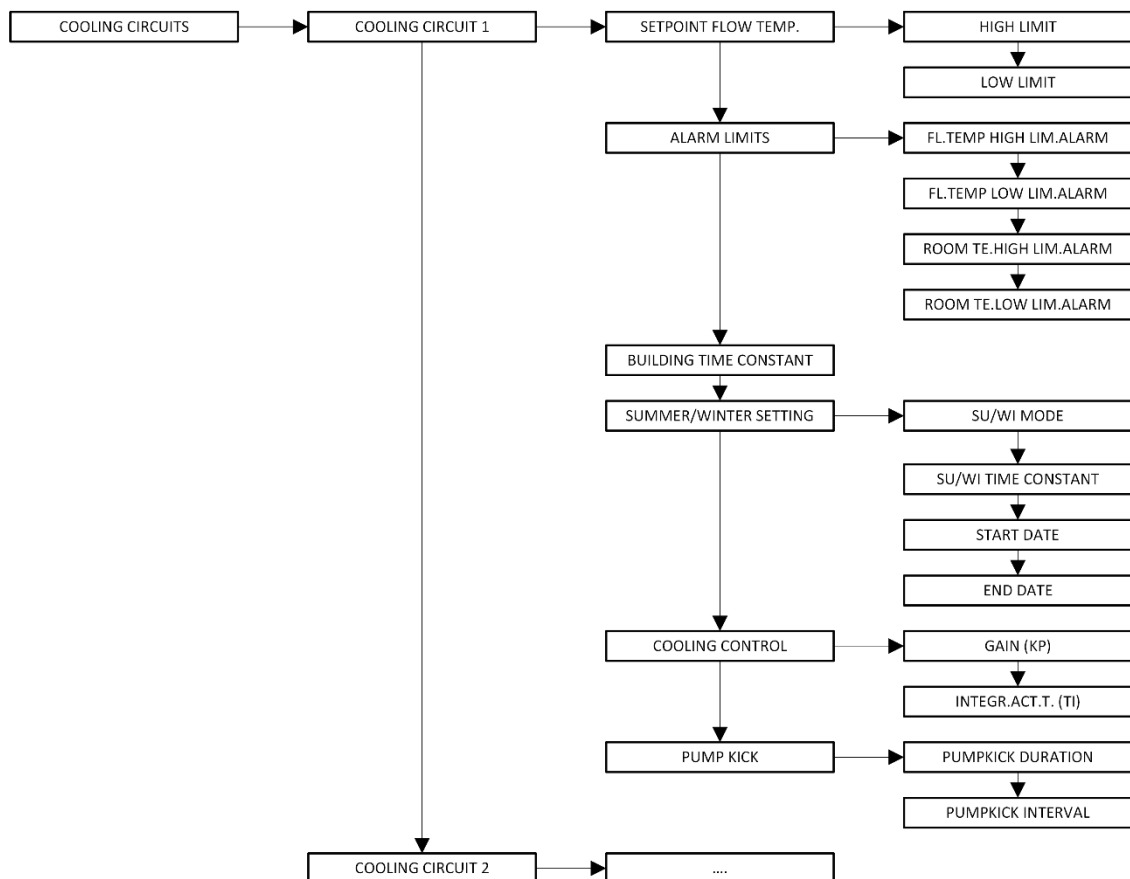 COOLING CIRCUITS
COOLING CIRCUIT 1
SETPOINT FLOW TEMP.
HIGH LIMIT
LOW LIMIT
ALARM LIMITS
FL.TEMP HIGH LIM.ALARM
FL.TEMP LOW LIM.ALARM
ROOM TE.HIGH LIM.ALARM
ROOM TE.LOW LIM.ALARM
BUILDING TIME CONSTANT
SUMMER/WINTER SETTING
SU/WI MODE
SU/WI TIME CONSTANT
START DATE
END DATE
COOLING CONTROL
GAIN (KP)
INTEGR.ACT.T. (TI)
PUMP KICK
PUMPKICK DURATION
PUMPKICK INTERVAL
COOLING CIRCUIT 2
....